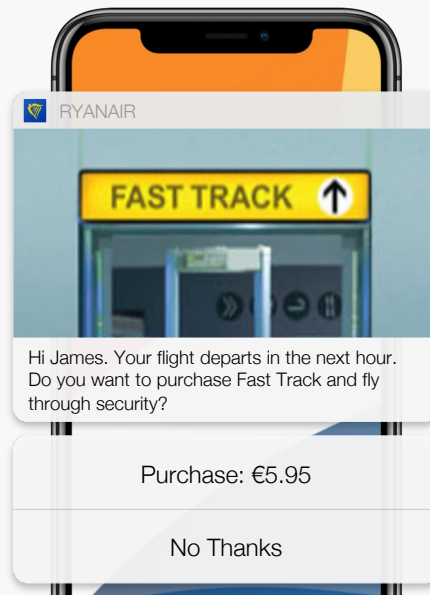 RYANAIR
FAST TRACK
Hi James. Your flight departs in the next hour.
Do you want to purchase Fast Track and fly
through security?
Purchase: €5.95
No Thanks